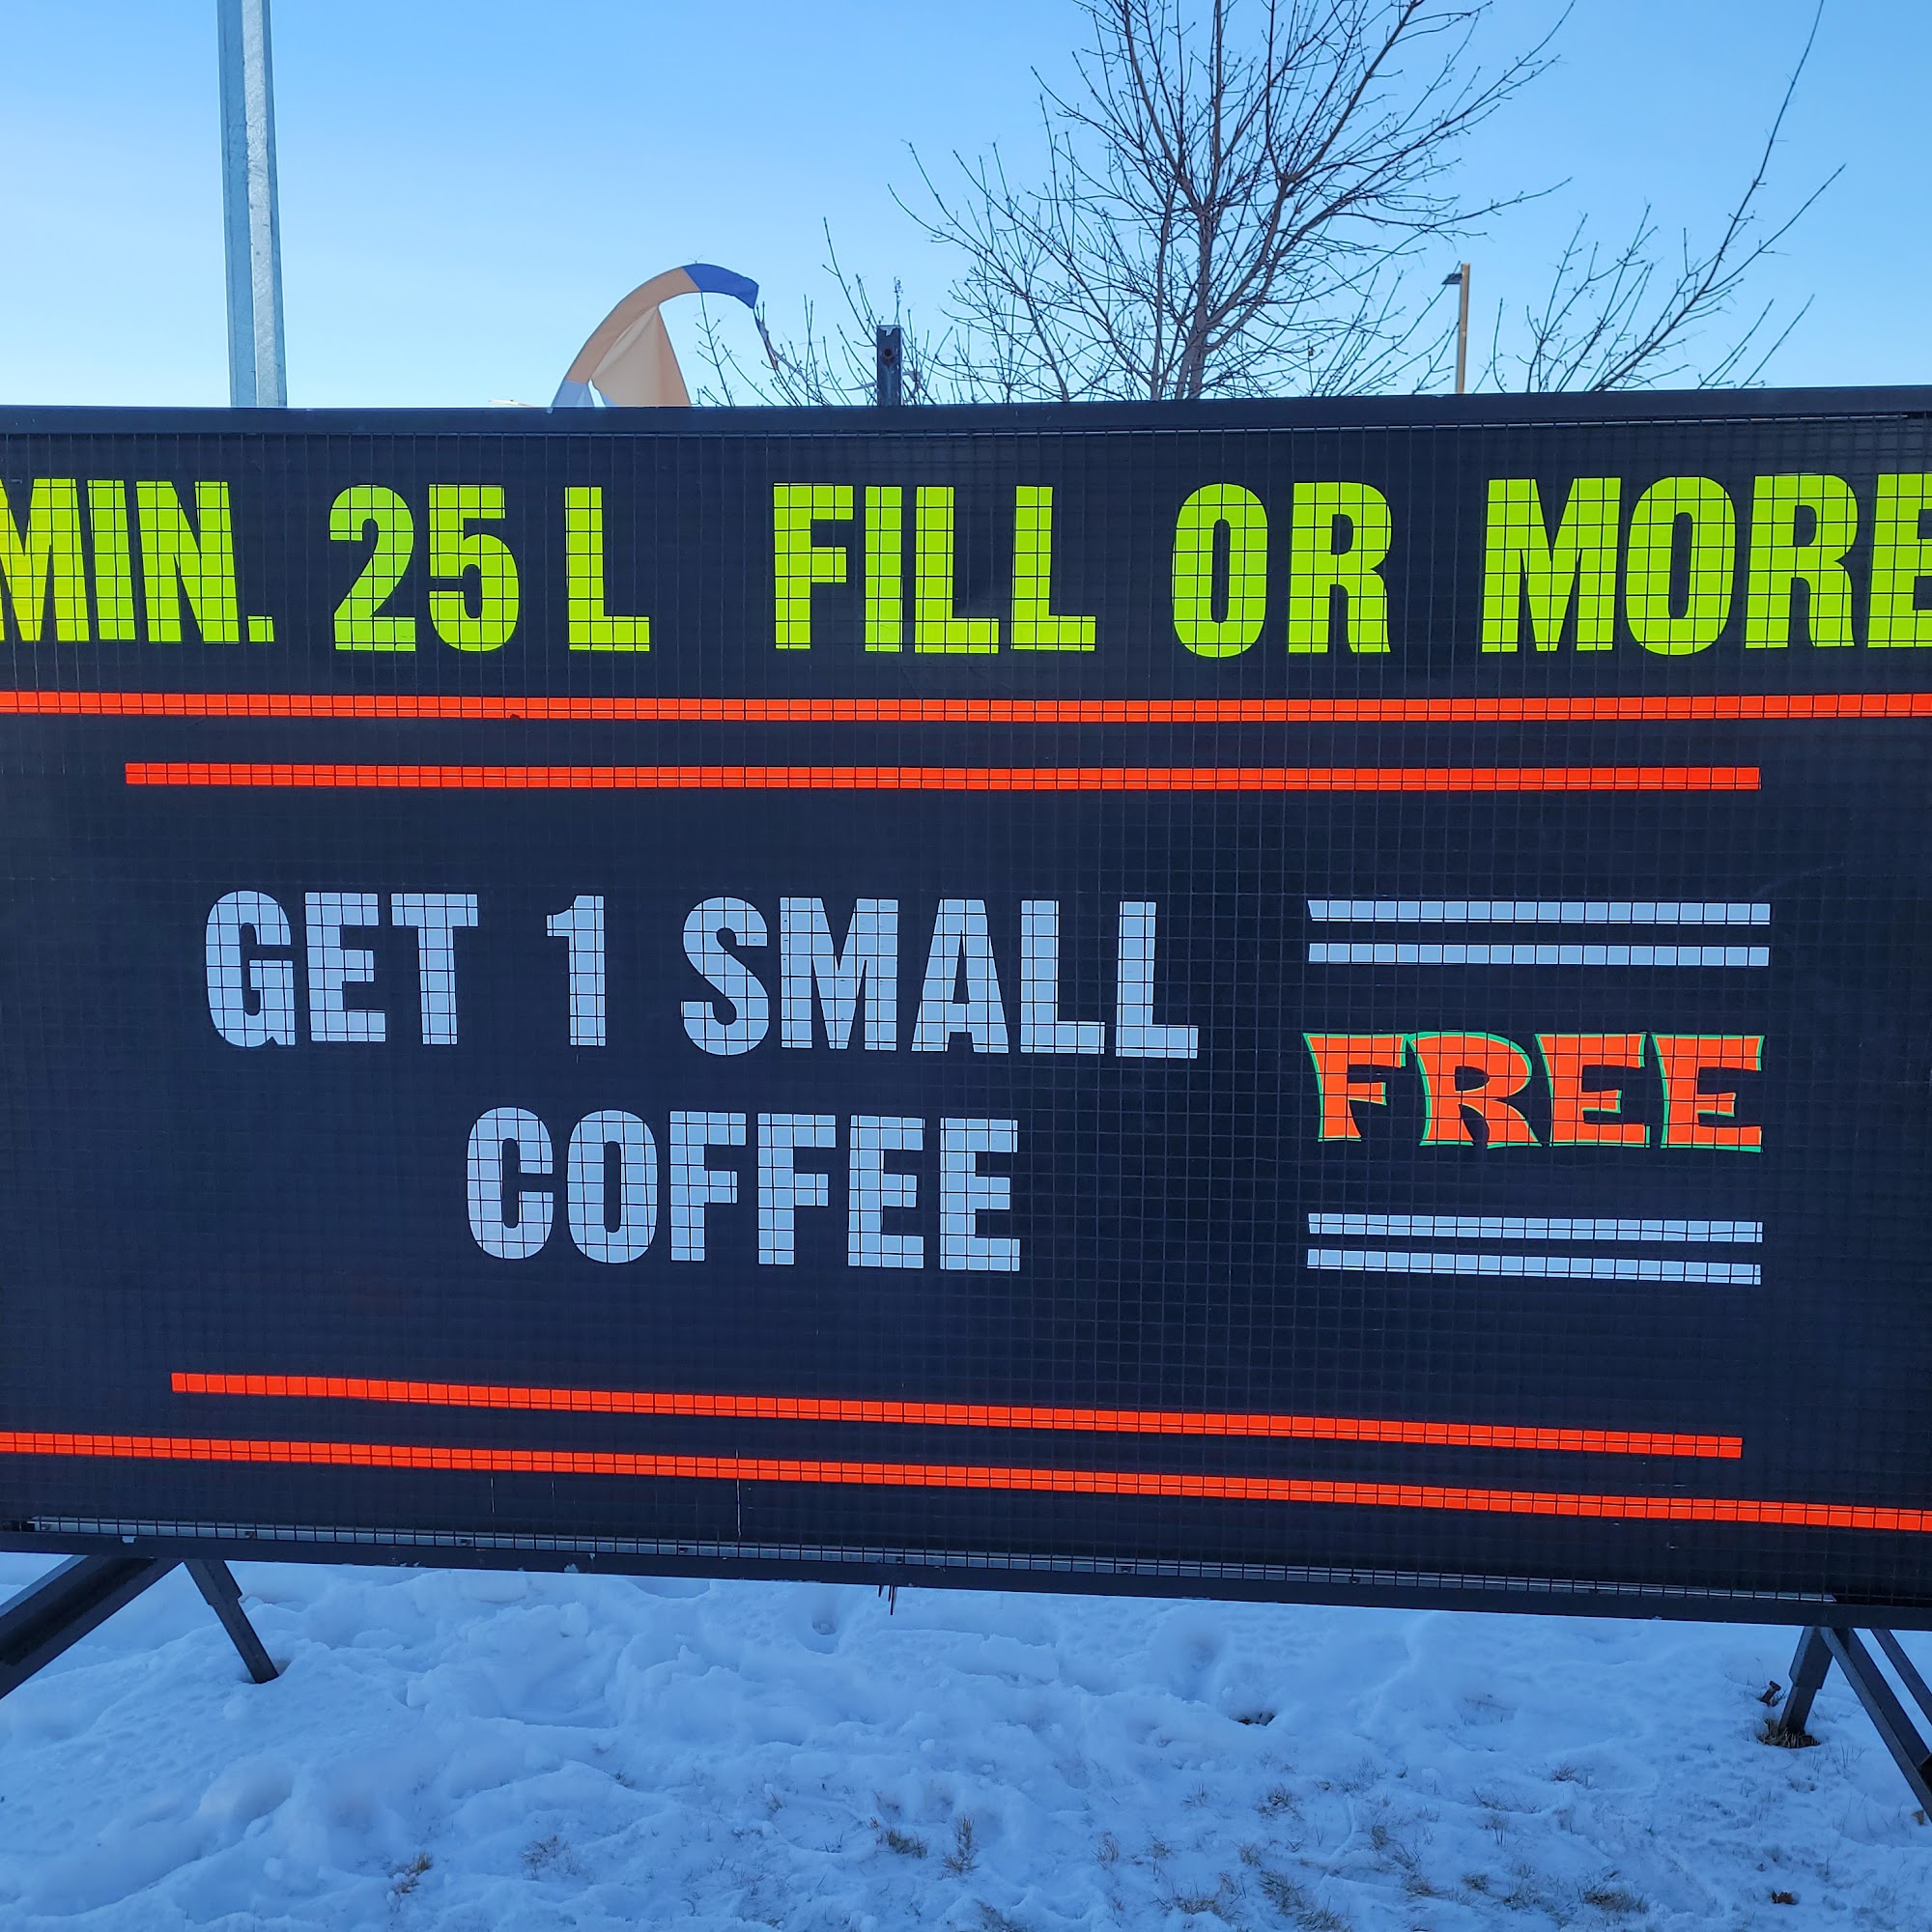 MIN. 25 L FILL OR MORE
GET 1 SMALL
COFFEE
FREE